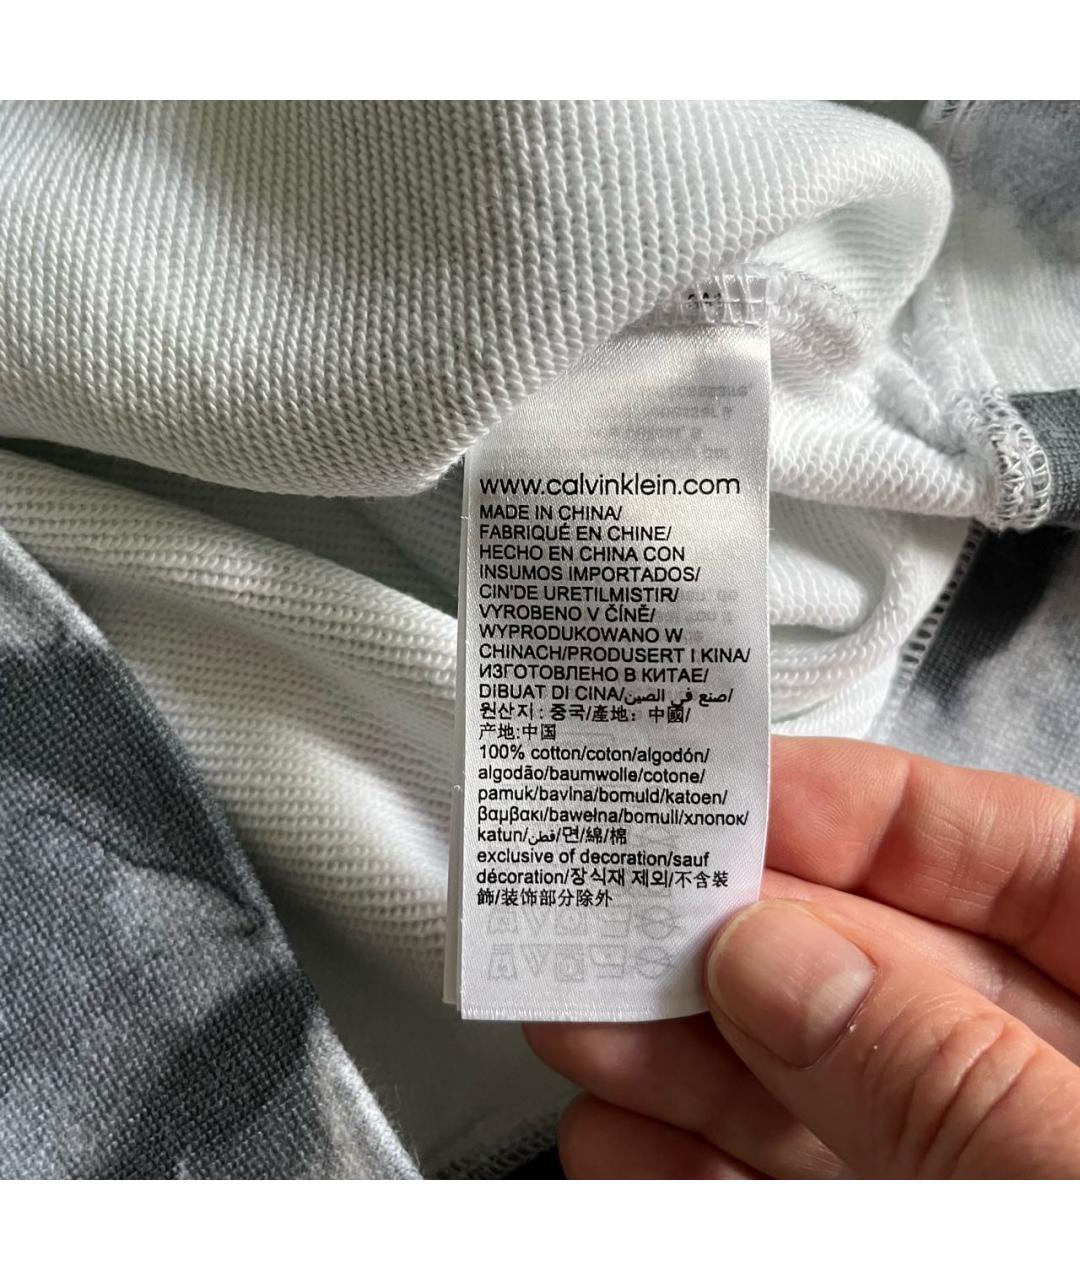 www.calvinklein.com
MADE IN CHINA/
FABRIQUÉ EN CHINE/
HECHO EN CHINA CON
INSUMOS IMPORTADOS/
CIN'DE URETILMISTIR/
VYROBENO V ČÍNĚ/
WYPRODUKOWANO W
CHINACH/PRODUSERT I KINA/
ИЗГОТОВЛЕНО В КИТАЕ/
DIBUAT DI CINA/صنع في الصين/
원산지: 중국/產地: 中國/
产地:中国
100% cotton/coton/algodón/
algodão/baumwolle/cotone/
pamuk/bavlna/bomuld/katoen/
βαμβακι/bawełna/bomull/хлопок/
katun/قطن/면/綿/棉
exclusive of decoration/sauf
décoration/장식재 제외/不含裝
飾/装饰部分除外